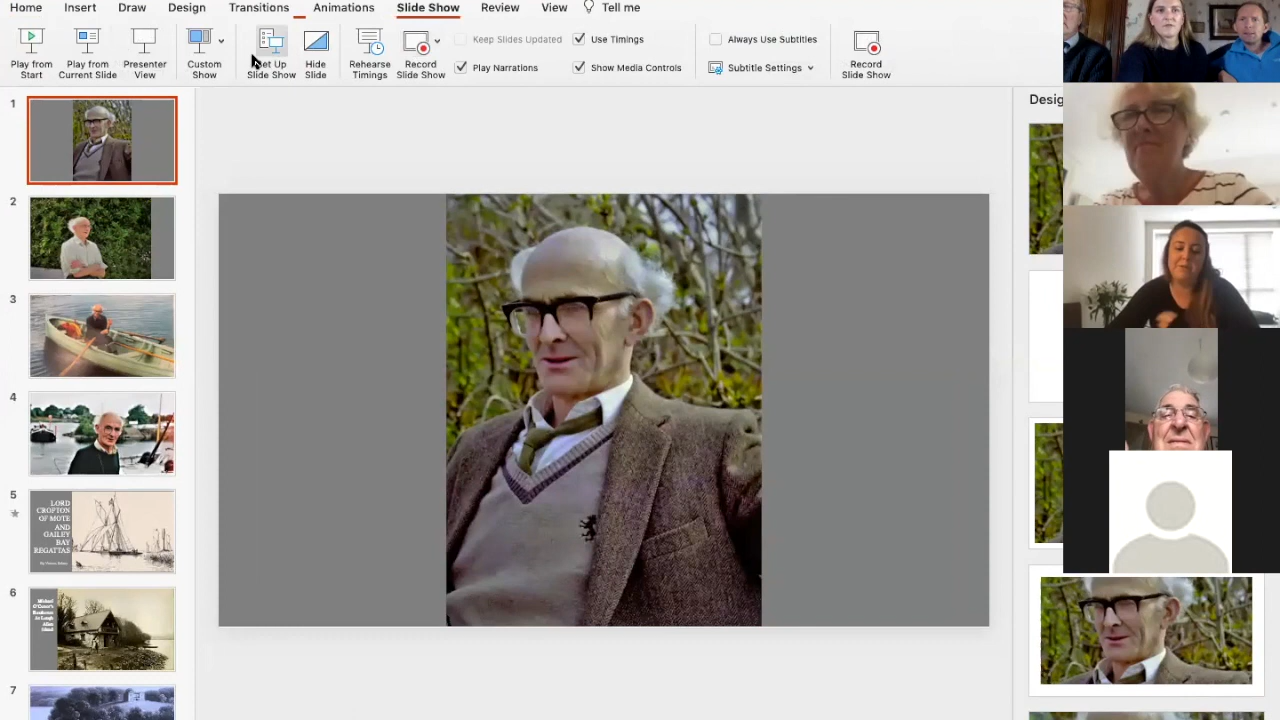 Home Insert Draw Design Transitions Animations Slide Show Review View Tell me
Keep Slides Updated
Use Timings
Always Use Subtitles
Play from
Start
Play from
Current Slide
Presenter
View
Custom
Show
Set Up
Slide Show
Hide
Slide
Rehearse
Timings
Record
Slide Show
Play Narrations
Show Media Controls
Subtitle Settings
Record
Slide Show
Desig
1
2
3
4
5
LORD
CROFTON
OF MOTE
AND
GAILEY
BAY
REGATTAS
6
7